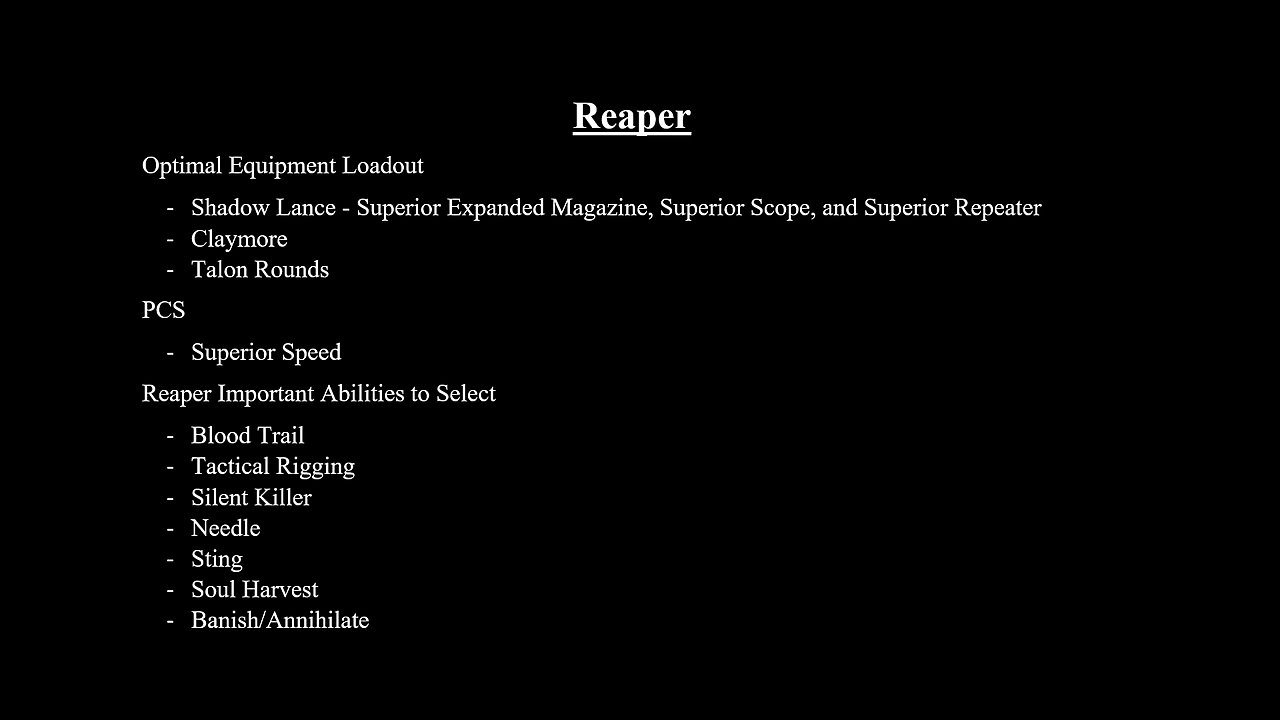 Reaper
Optimal Equipment Loadout
- Shadow Lance - Superior Expanded Magazine, Superior Scope, and Superior Repeater
- Claymore
- Talon Rounds
PCS
- Superior Speed
Reaper Important Abilities to Select
- Blood Trail
- Tactical Rigging
- Silent Killer
- Needle
- Sting
- Soul Harvest
- Banish/Annihilate